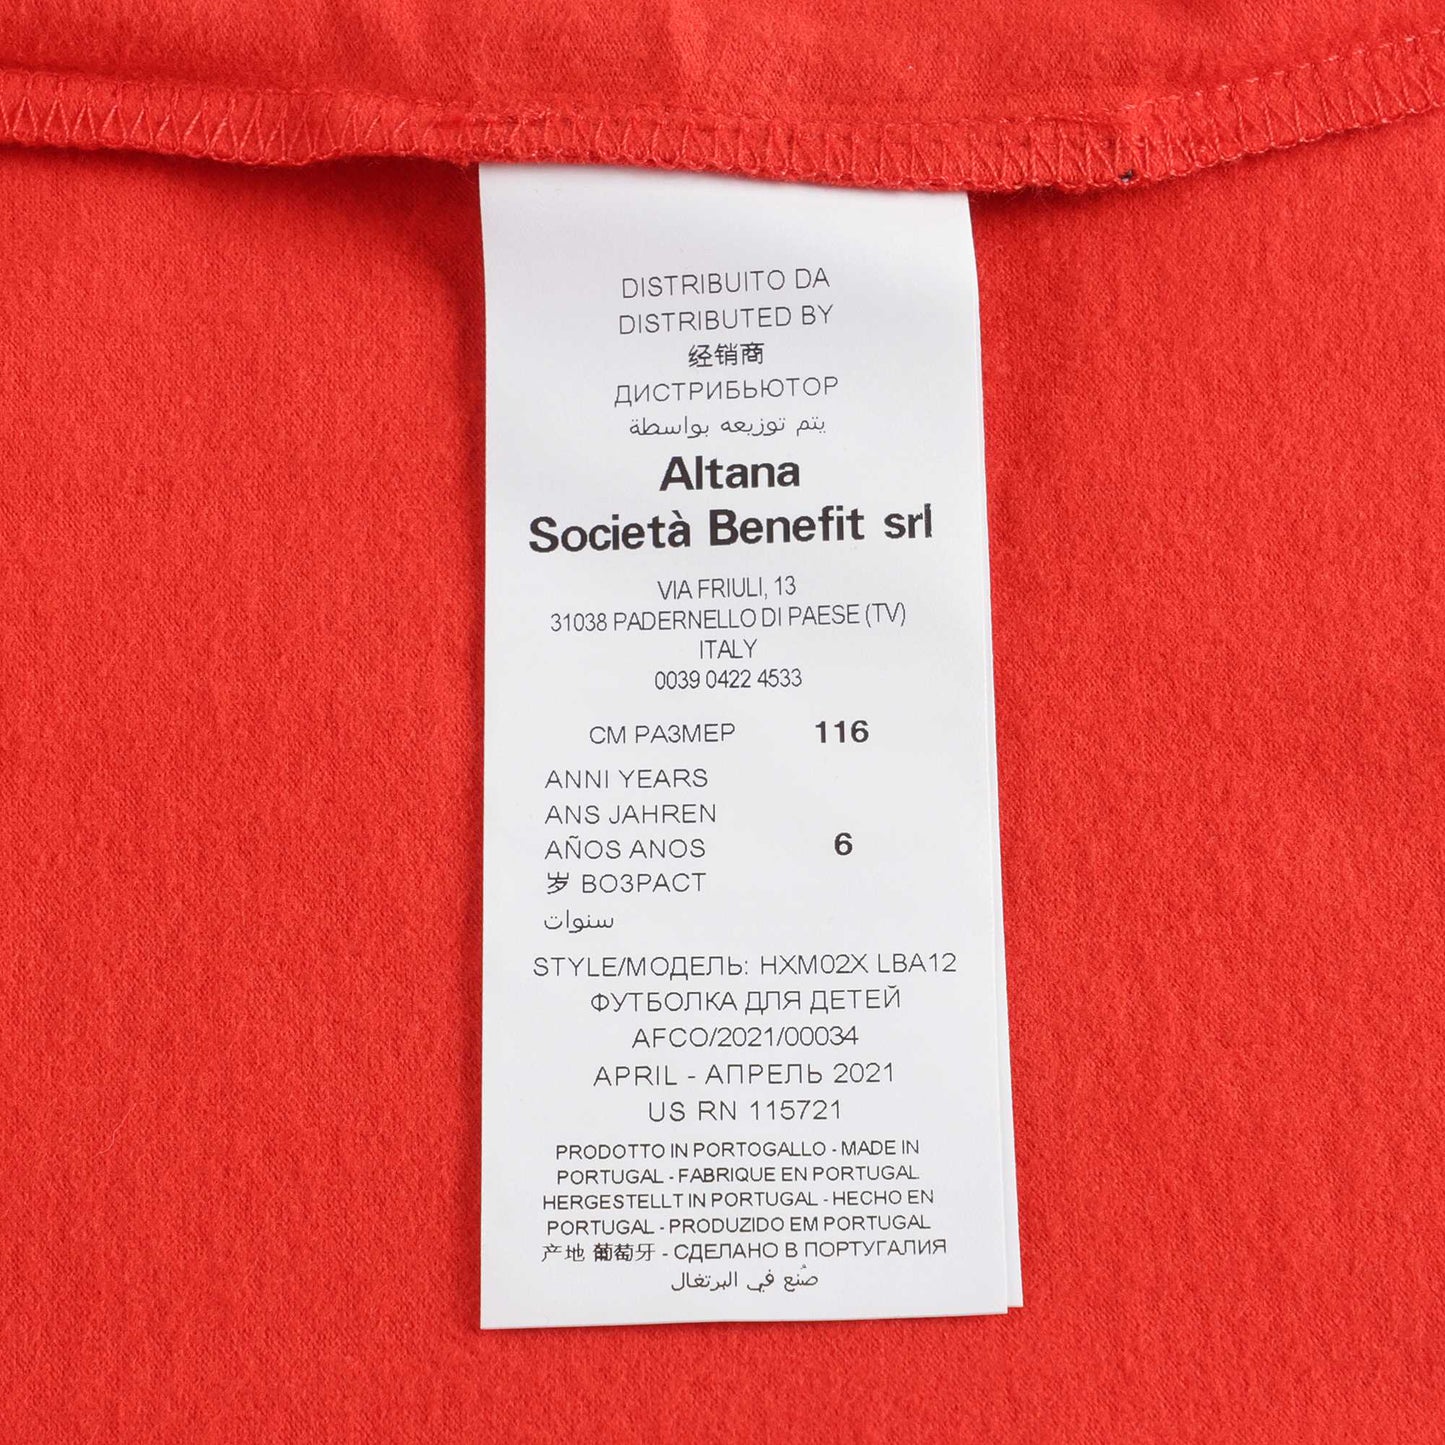 DISTRIBUITO DA
DISTRIBUTED BY
经销商
ДИСТРИБЬЮТОР
يتم توزيعه بواسطة
Altana
Società Benefit srl
VIA FRIULI, 13
31038 PADERNELLO DI PAESE (TV)
ITALY
0039 0422 4533
CM РАЗМЕР 116
ANNI YEARS
ANS JAHREN
AÑOS ANOS 6
岁 ВОЗРАСТ
سنوات
STYLE/МОДЕЛЬ: HXM02X LBA12
ФУТБОЛКА ДЛЯ ДЕТЕЙ
AFCO/2021/00034
APRIL - АПРЕЛЬ 2021
US RN 115721
PRODOTTO IN PORTOGALLO - MADE IN
PORTUGAL - FABRIQUE EN PORTUGAL
HERGESTELLT IN PORTUGAL - HECHO EN
PORTUGAL - PRODUZIDO EM PORTUGAL
产地 葡萄牙 - СДЕЛАНО В ПОРТУГАЛИЯ
صُنع في البرتغال